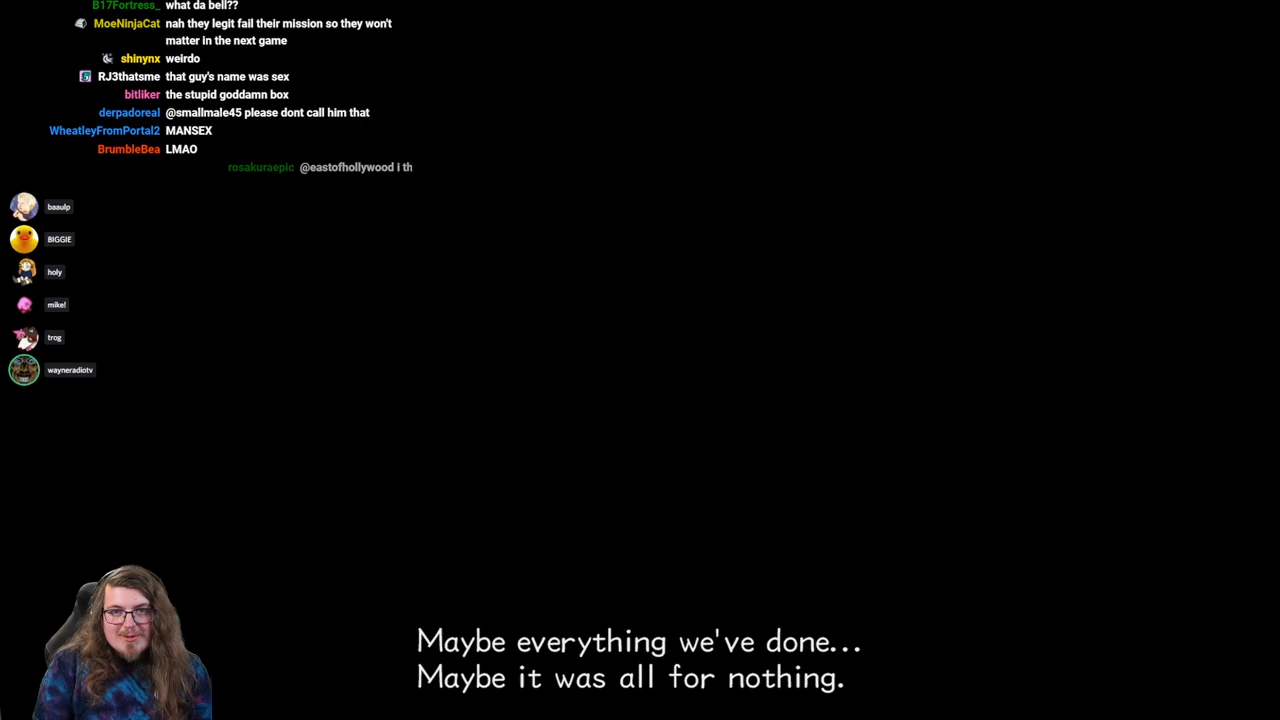 B17Fortress_ what da bell??
MoeNinjaCat nah they legit fail their mission so they won't
matter in the next game
shinynx weirdo
RJ3thatsme that guy's name was sex
bitliker the stupid goddamn box
derpadoreal @smallmale45 please dont call him that
WheatleyFromPortal2 MANSEX
BrumbleBea LMAO
rosakuraepic @eastofhollywood i th
baaulp
BIGGIE
holy
mike!
trog
wayneradiotv
Maybe everything we've done...
Maybe it was all for nothing.